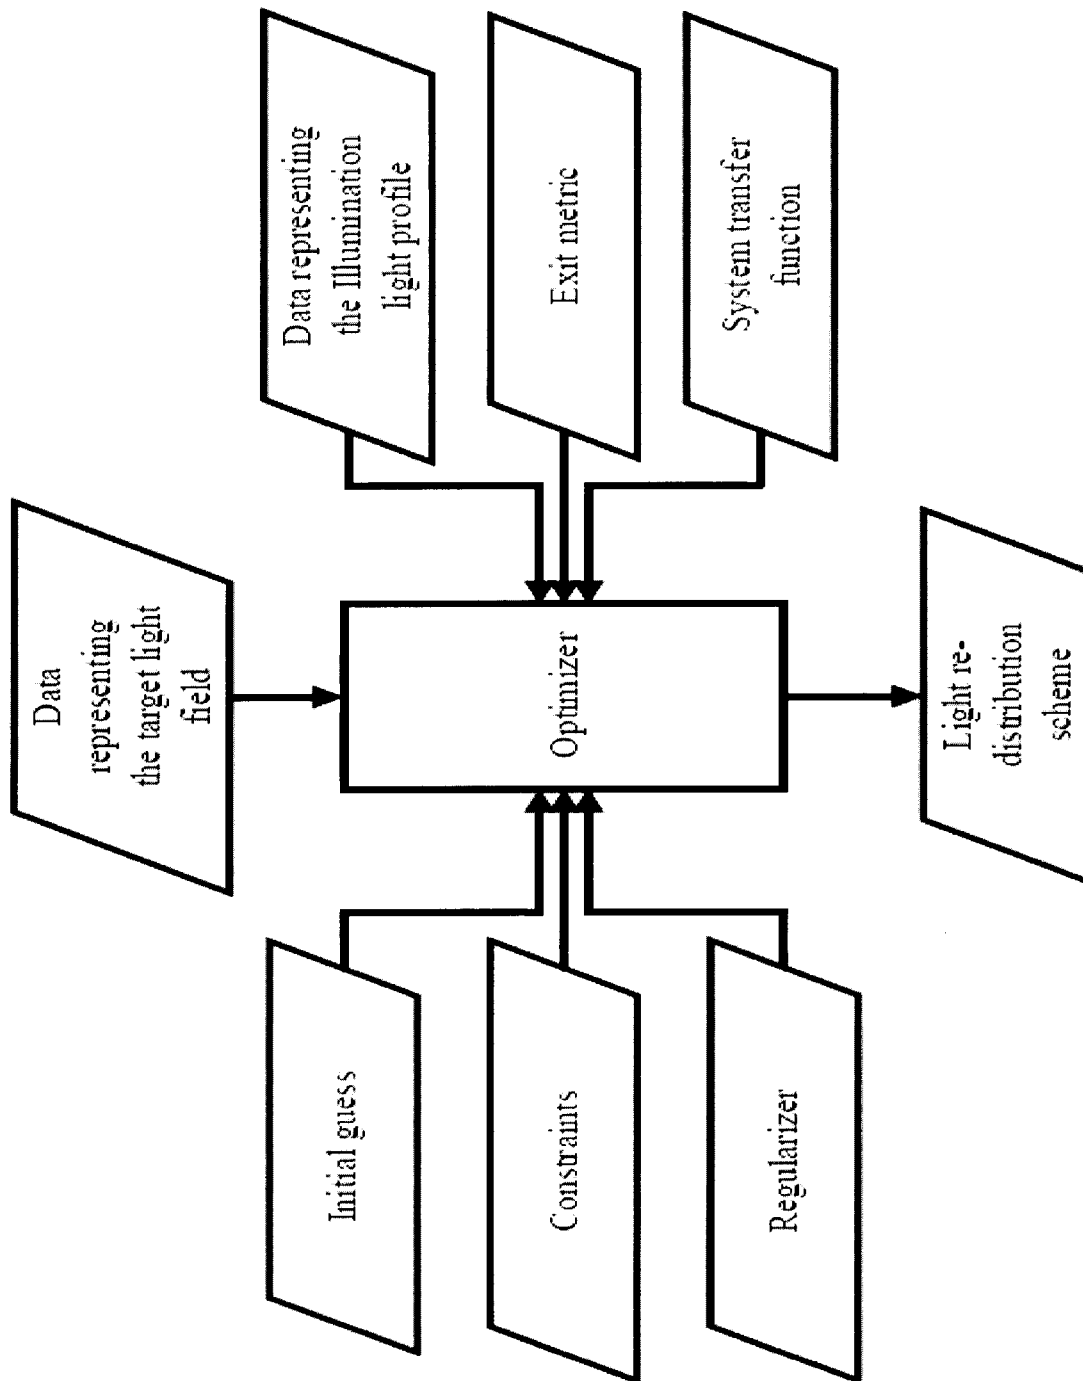 Data
representing
the target light
field
Initial guess
Constraints
Regularizer
Optimizer
Data representing
the Illumination
light profile
Exit metric
System transfer
function
Light re-
distribution
scheme